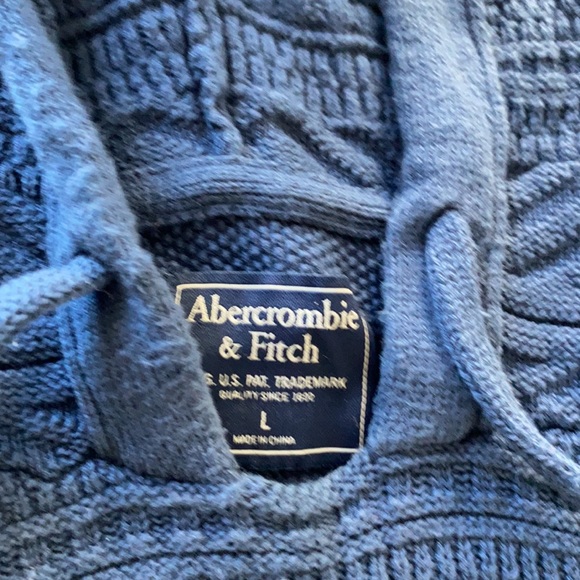 Abercrombie
& Fitch
S. U.S. PAT. TRADEMARK
QUALITY SINCE 1892
L
MADE IN CHINA